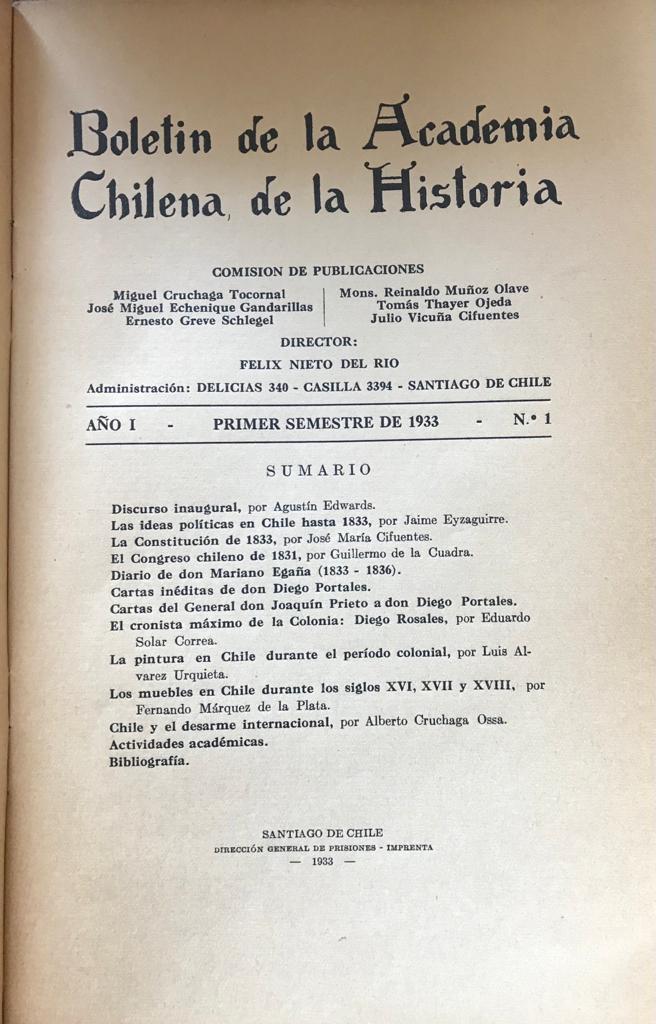 Boletin de la Academia
Chilena de la Historia
COMISION DE PUBLICACIONES
Miguel Cruchaga Tocornal
José Miguel Echenique Gandarillas
Ernesto Greve Schlegel
Mons. Reinaldo Muñoz Olave
Tomás Thayer Ojeda
Julio Vicuña Cifuentes
DIRECTOR:
FELIX NIETO DEL RIO
Administración: DELICIAS 340 - CASILLA 3394 - SANTIAGO DE CHILE
AÑO I - PRIMER SEMESTRE DE 1933 - N.º 1
SUMARIO
Discurso inaugural, por Agustín Edwards.
Las ideas políticas en Chile hasta 1833, por Jaime Eyzaguirre.
La Constitución de 1833, por José María Cifuentes.
El Congreso chileno de 1831, por Guillermo de la Cuadra.
Diario de don Mariano Egaña (1833 - 1836).
Cartas inéditas de don Diego Portales.
Cartas del General don Joaquín Prieto a don Diego Portales.
El cronista máximo de la Colonia: Diego Rosales, por Eduardo
Solar Correa.
La pintura en Chile durante el período colonial, por Luis Al-
varez Urquieta.
Los muebles en Chile durante los siglos XVI, XVII y XVIII, por
Fernando Márquez de la Plata.
Chile y el desarme internacional, por Alberto Cruchaga Ossa.
Actividades académicas.
Bibliografía.
SANTIAGO DE CHILE
DIRECCIÓN GENERAL DE PRISIONES - IMPRENTA
— 1933 —